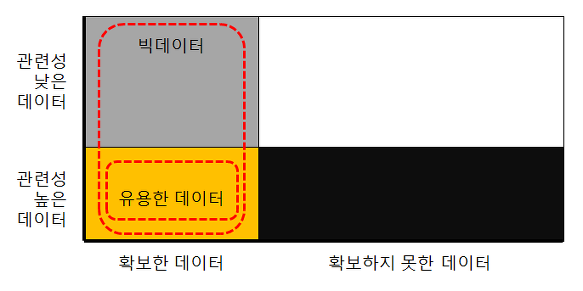 빅데이터
관련성
낮은
데이터
관련성
높은
데이터
유용한 데이터
확보한 데이터
확보하지 못한 데이터